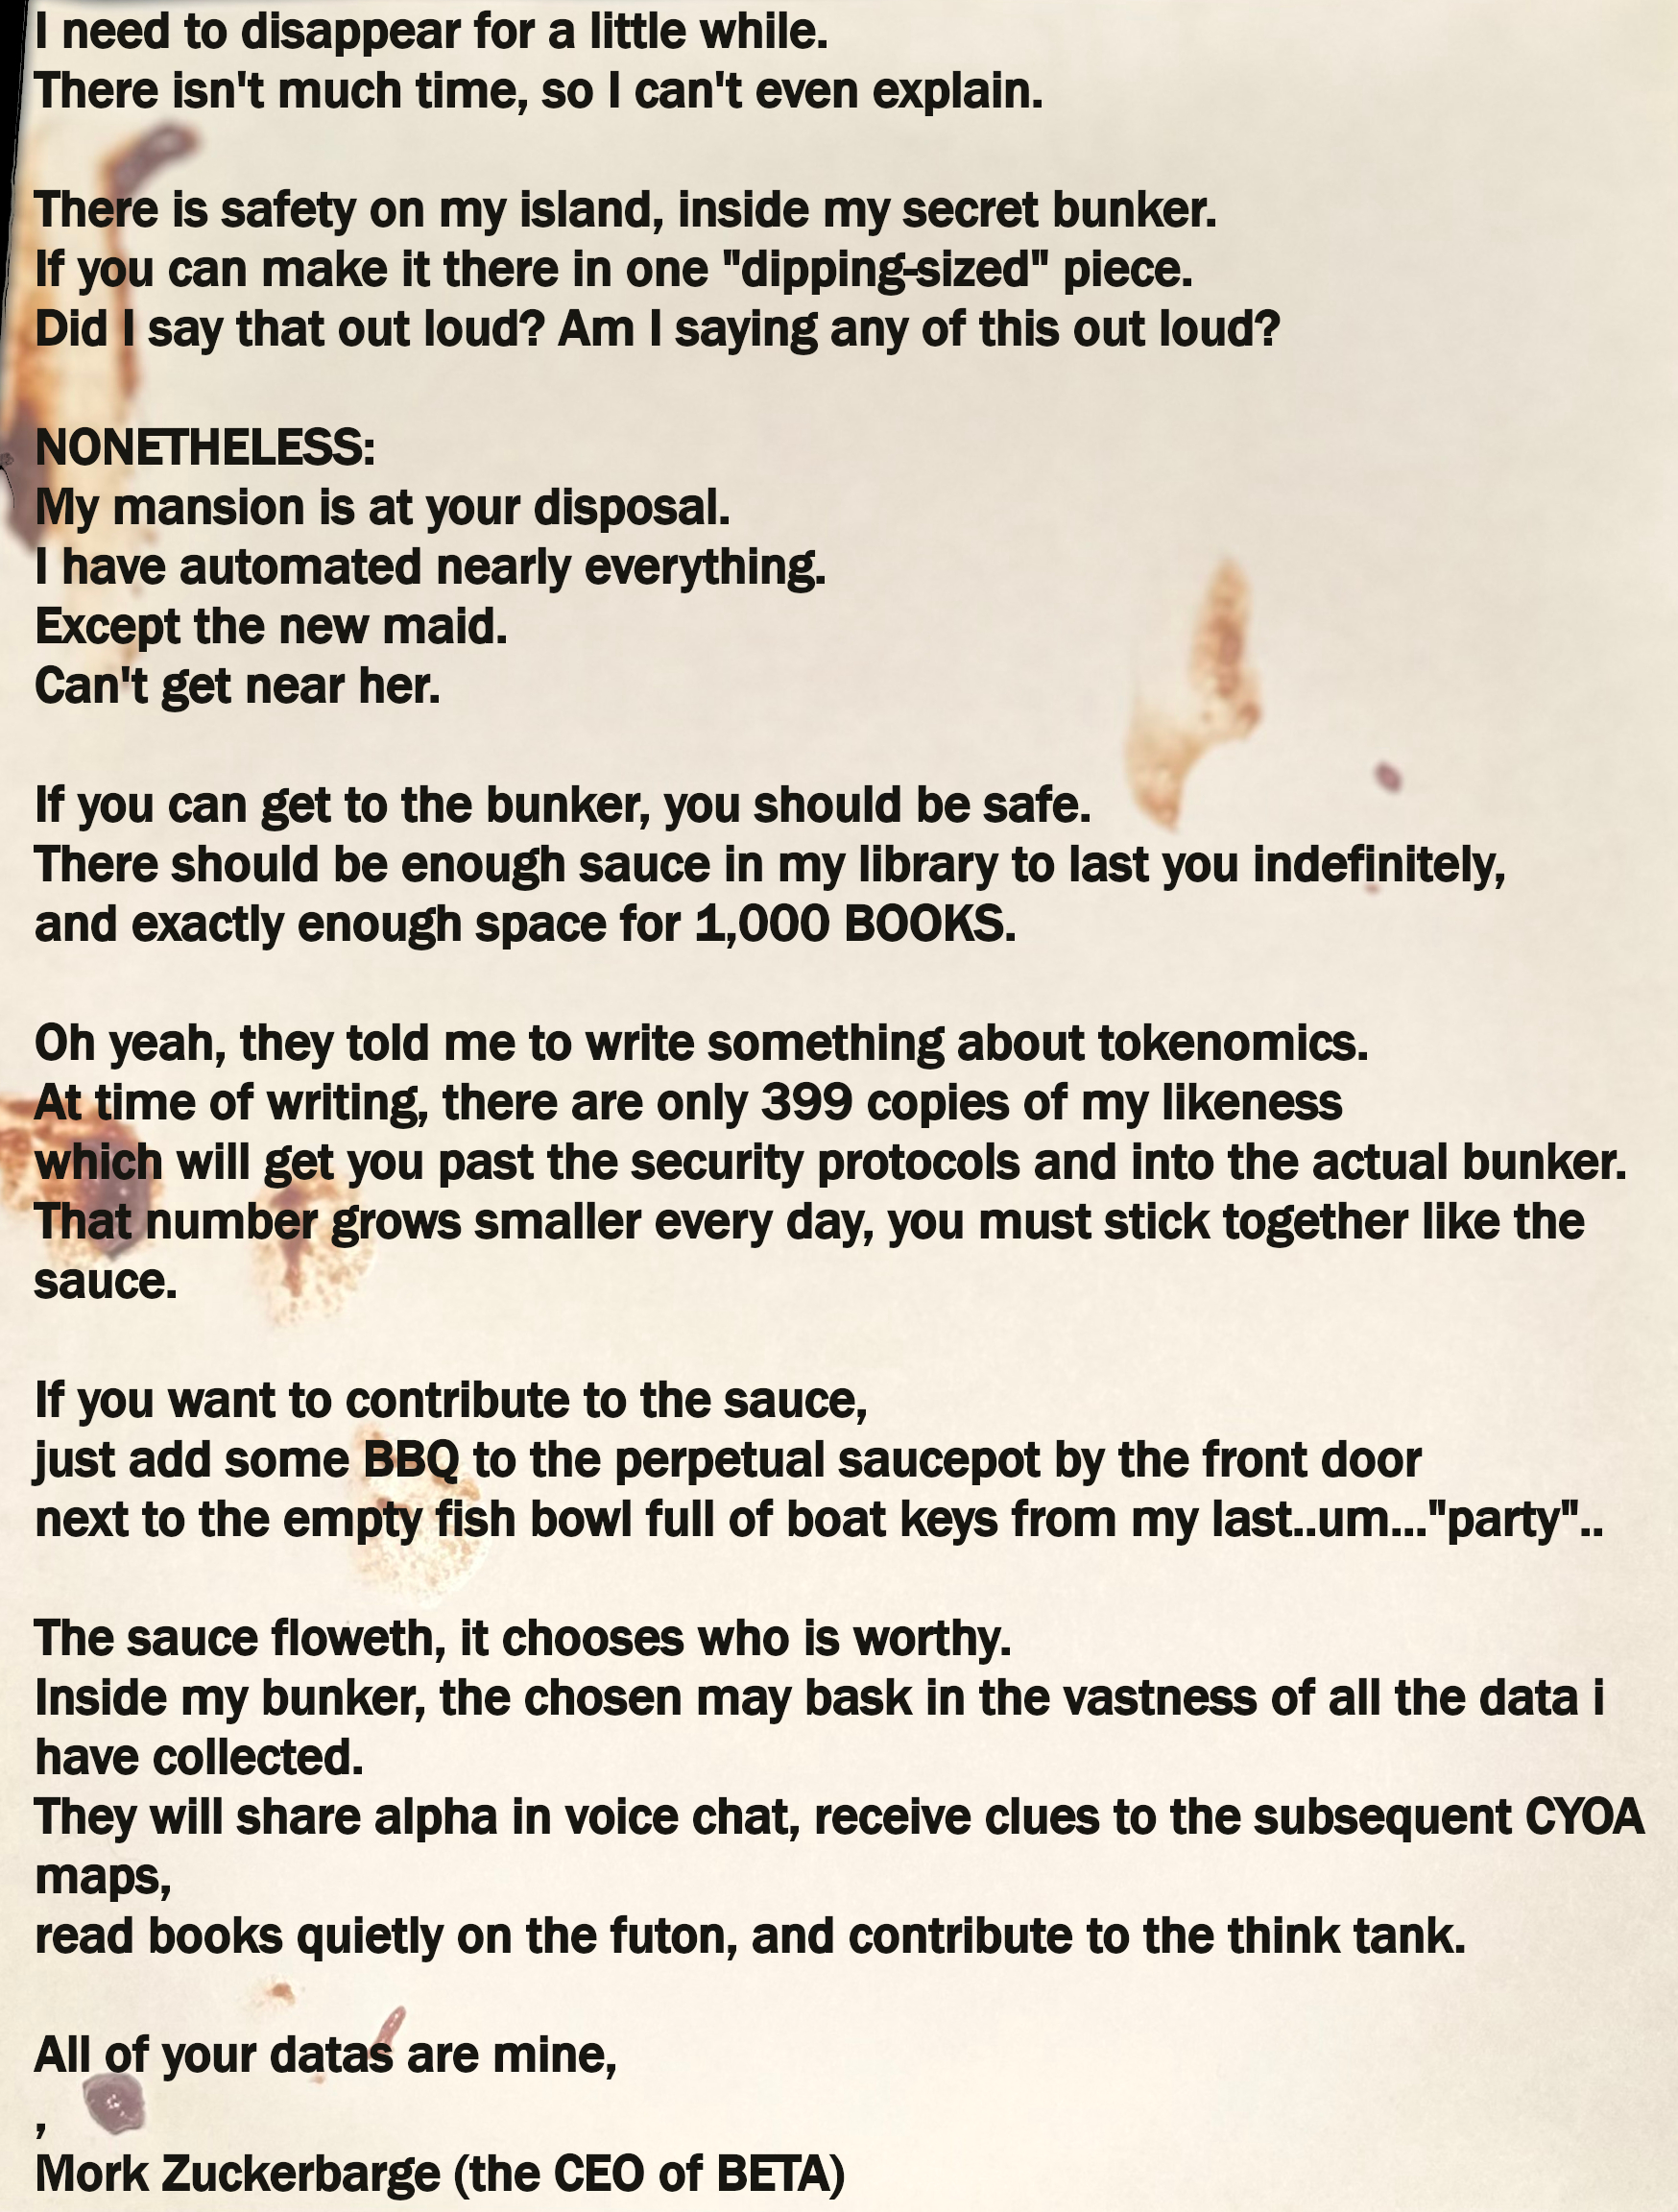 I need to disappear for a little while.
There isn't much time, so I can't even explain.
There is safety on my island, inside my secret bunker.
If you can make it there in one "dipping-sized" piece.
Did I say that out loud? Am I saying any of this out loud?
NONETHELESS:
My mansion is at your disposal.
I have automated nearly everything.
Except the new maid.
Can't get near her.
If you can get to the bunker, you should be safe.
There should be enough sauce in my library to last you indefinitely,
and exactly enough space for 1,000 BOOKS.
Oh yeah, they told me to write something about tokenomics.
At time of writing, there are only 399 copies of my likeness
which will get you past the security protocols and into the actual bunker.
That number grows smaller every day, you must stick together like the
sauce.
If you want to contribute to the sauce,
just add some BBQ to the perpetual saucepot by the front door
next to the empty fish bowl full of boat keys from my last..um..."party"..
The sauce floweth, it chooses who is worthy.
Inside my bunker, the chosen may bask in the vastness of all the data i
have collected.
They will share alpha in voice chat, receive clues to the subsequent CYOA
maps,
read books quietly on the futon, and contribute to the think tank.
All of your datas are mine,
,
Mork Zuckerbarge (the CEO of BETA)